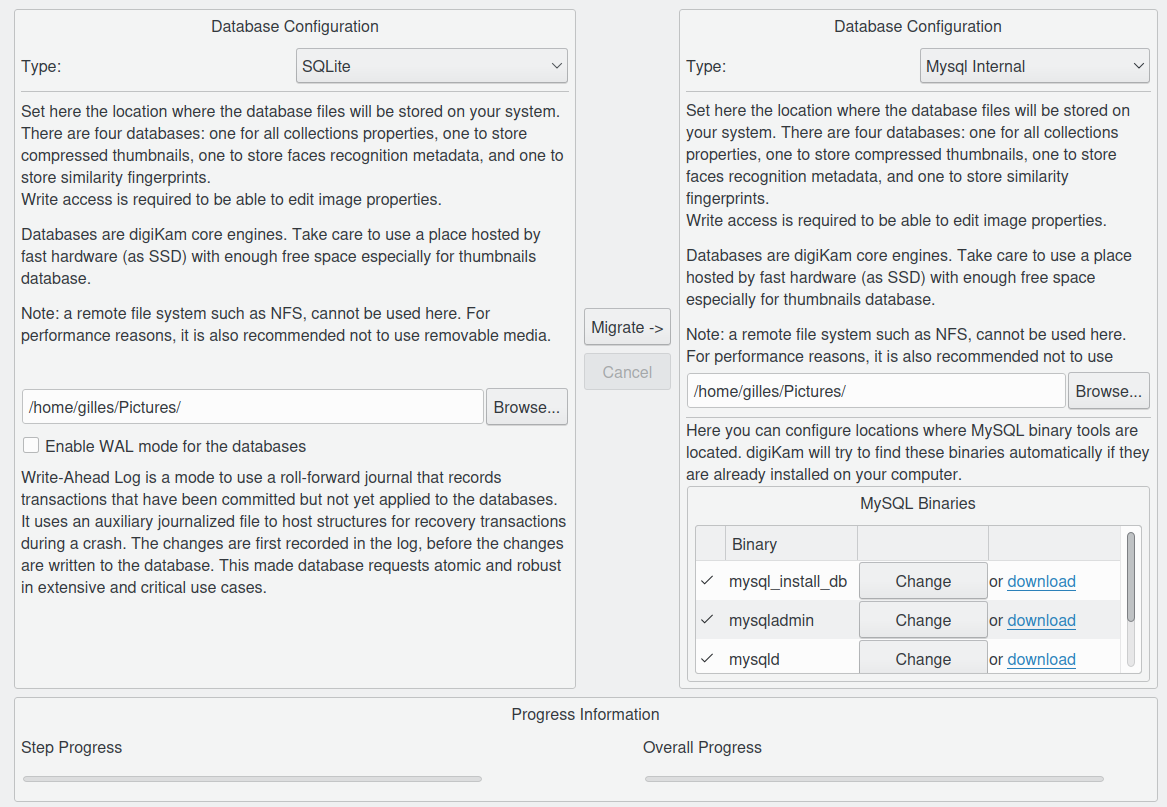 Database Configuration
Type:
SQLite
Set here the location where the database files will be stored on your system.
There are four databases: one for all collections properties, one to store
compressed thumbnails, one to store faces recognition metadata, and one to
store similarity fingerprints.
Write access is required to be able to edit image properties.
Databases are digiKam core engines. Take care to use a place hosted by
fast hardware (as SSD) with enough free space especially for thumbnails
database.
Note: a remote file system such as NFS, cannot be used here. For
performance reasons, it is also recommended not to use removable media.
/home/gilles/Pictures/
Browse...
Enable WAL mode for the databases
Write-Ahead Log is a mode to use a roll-forward journal that records
transactions that have been committed but not yet applied to the databases.
It uses an auxiliary journalized file to host structures for recovery transactions
during a crash. The changes are first recorded in the log, before the changes
are written to the database. This made database requests atomic and robust
in extensive and critical use cases.
Migrate ->
Cancel
Database Configuration
Type:
Mysql Internal
Set here the location where the database files will be stored on
your system. There are four databases: one for all collections
properties, one to store compressed thumbnails, one to store
faces recognition metadata, and one to store similarity
fingerprints.
Write access is required to be able to edit image properties.
Databases are digiKam core engines. Take care to use a place
hosted by fast hardware (as SSD) with enough free space
especially for thumbnails database.
Note: a remote file system such as NFS, cannot be used here.
For performance reasons, it is also recommended not to use
/home/gilles/Pictures/
Browse...
Here you can configure locations where MySQL binary tools are
located. digiKam will try to find these binaries automatically if they
are already installed on your computer.
MySQL Binaries
Binary
mysql_install_db Change or download
mysqladmin Change or download
mysqld Change or download
Progress Information
Step Progress
Overall Progress